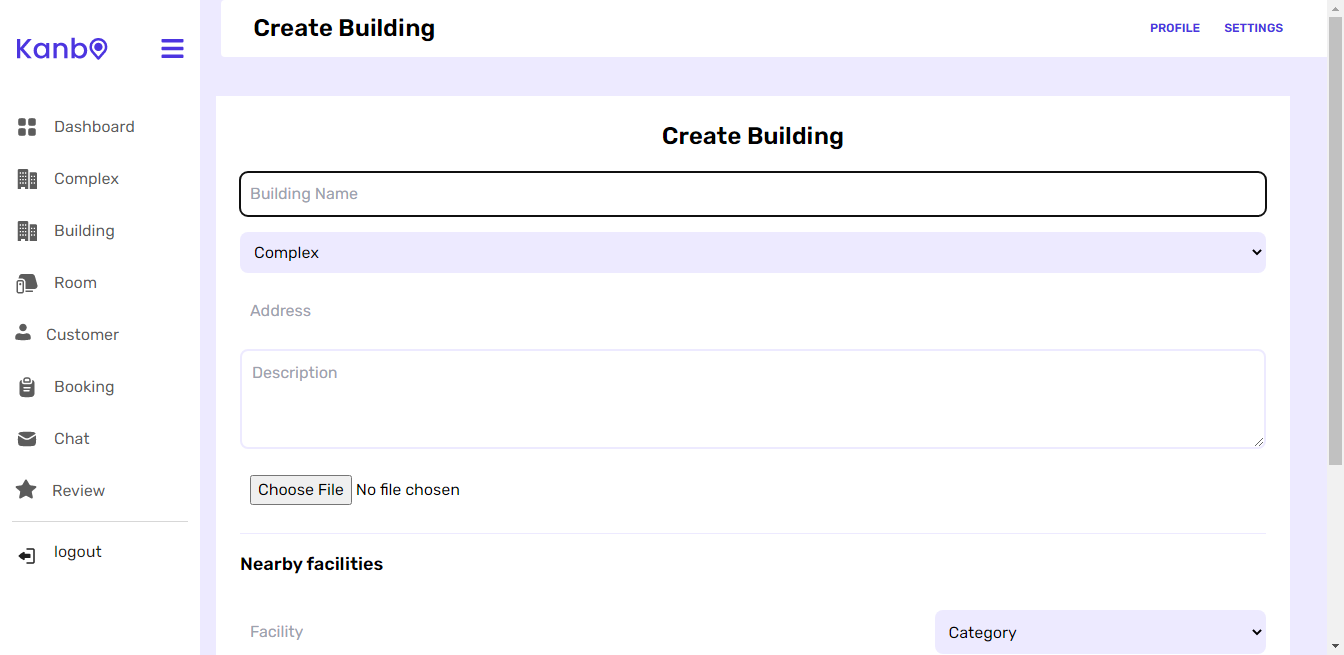 Kanbo
Create Building
PROFILE SETTINGS
Dashboard
Complex
Building
Room
Customer
Booking
Chat
Review
logout
Create Building
Building Name
Complex
Address
Description
Choose File No file chosen
Nearby facilities
Facility Category